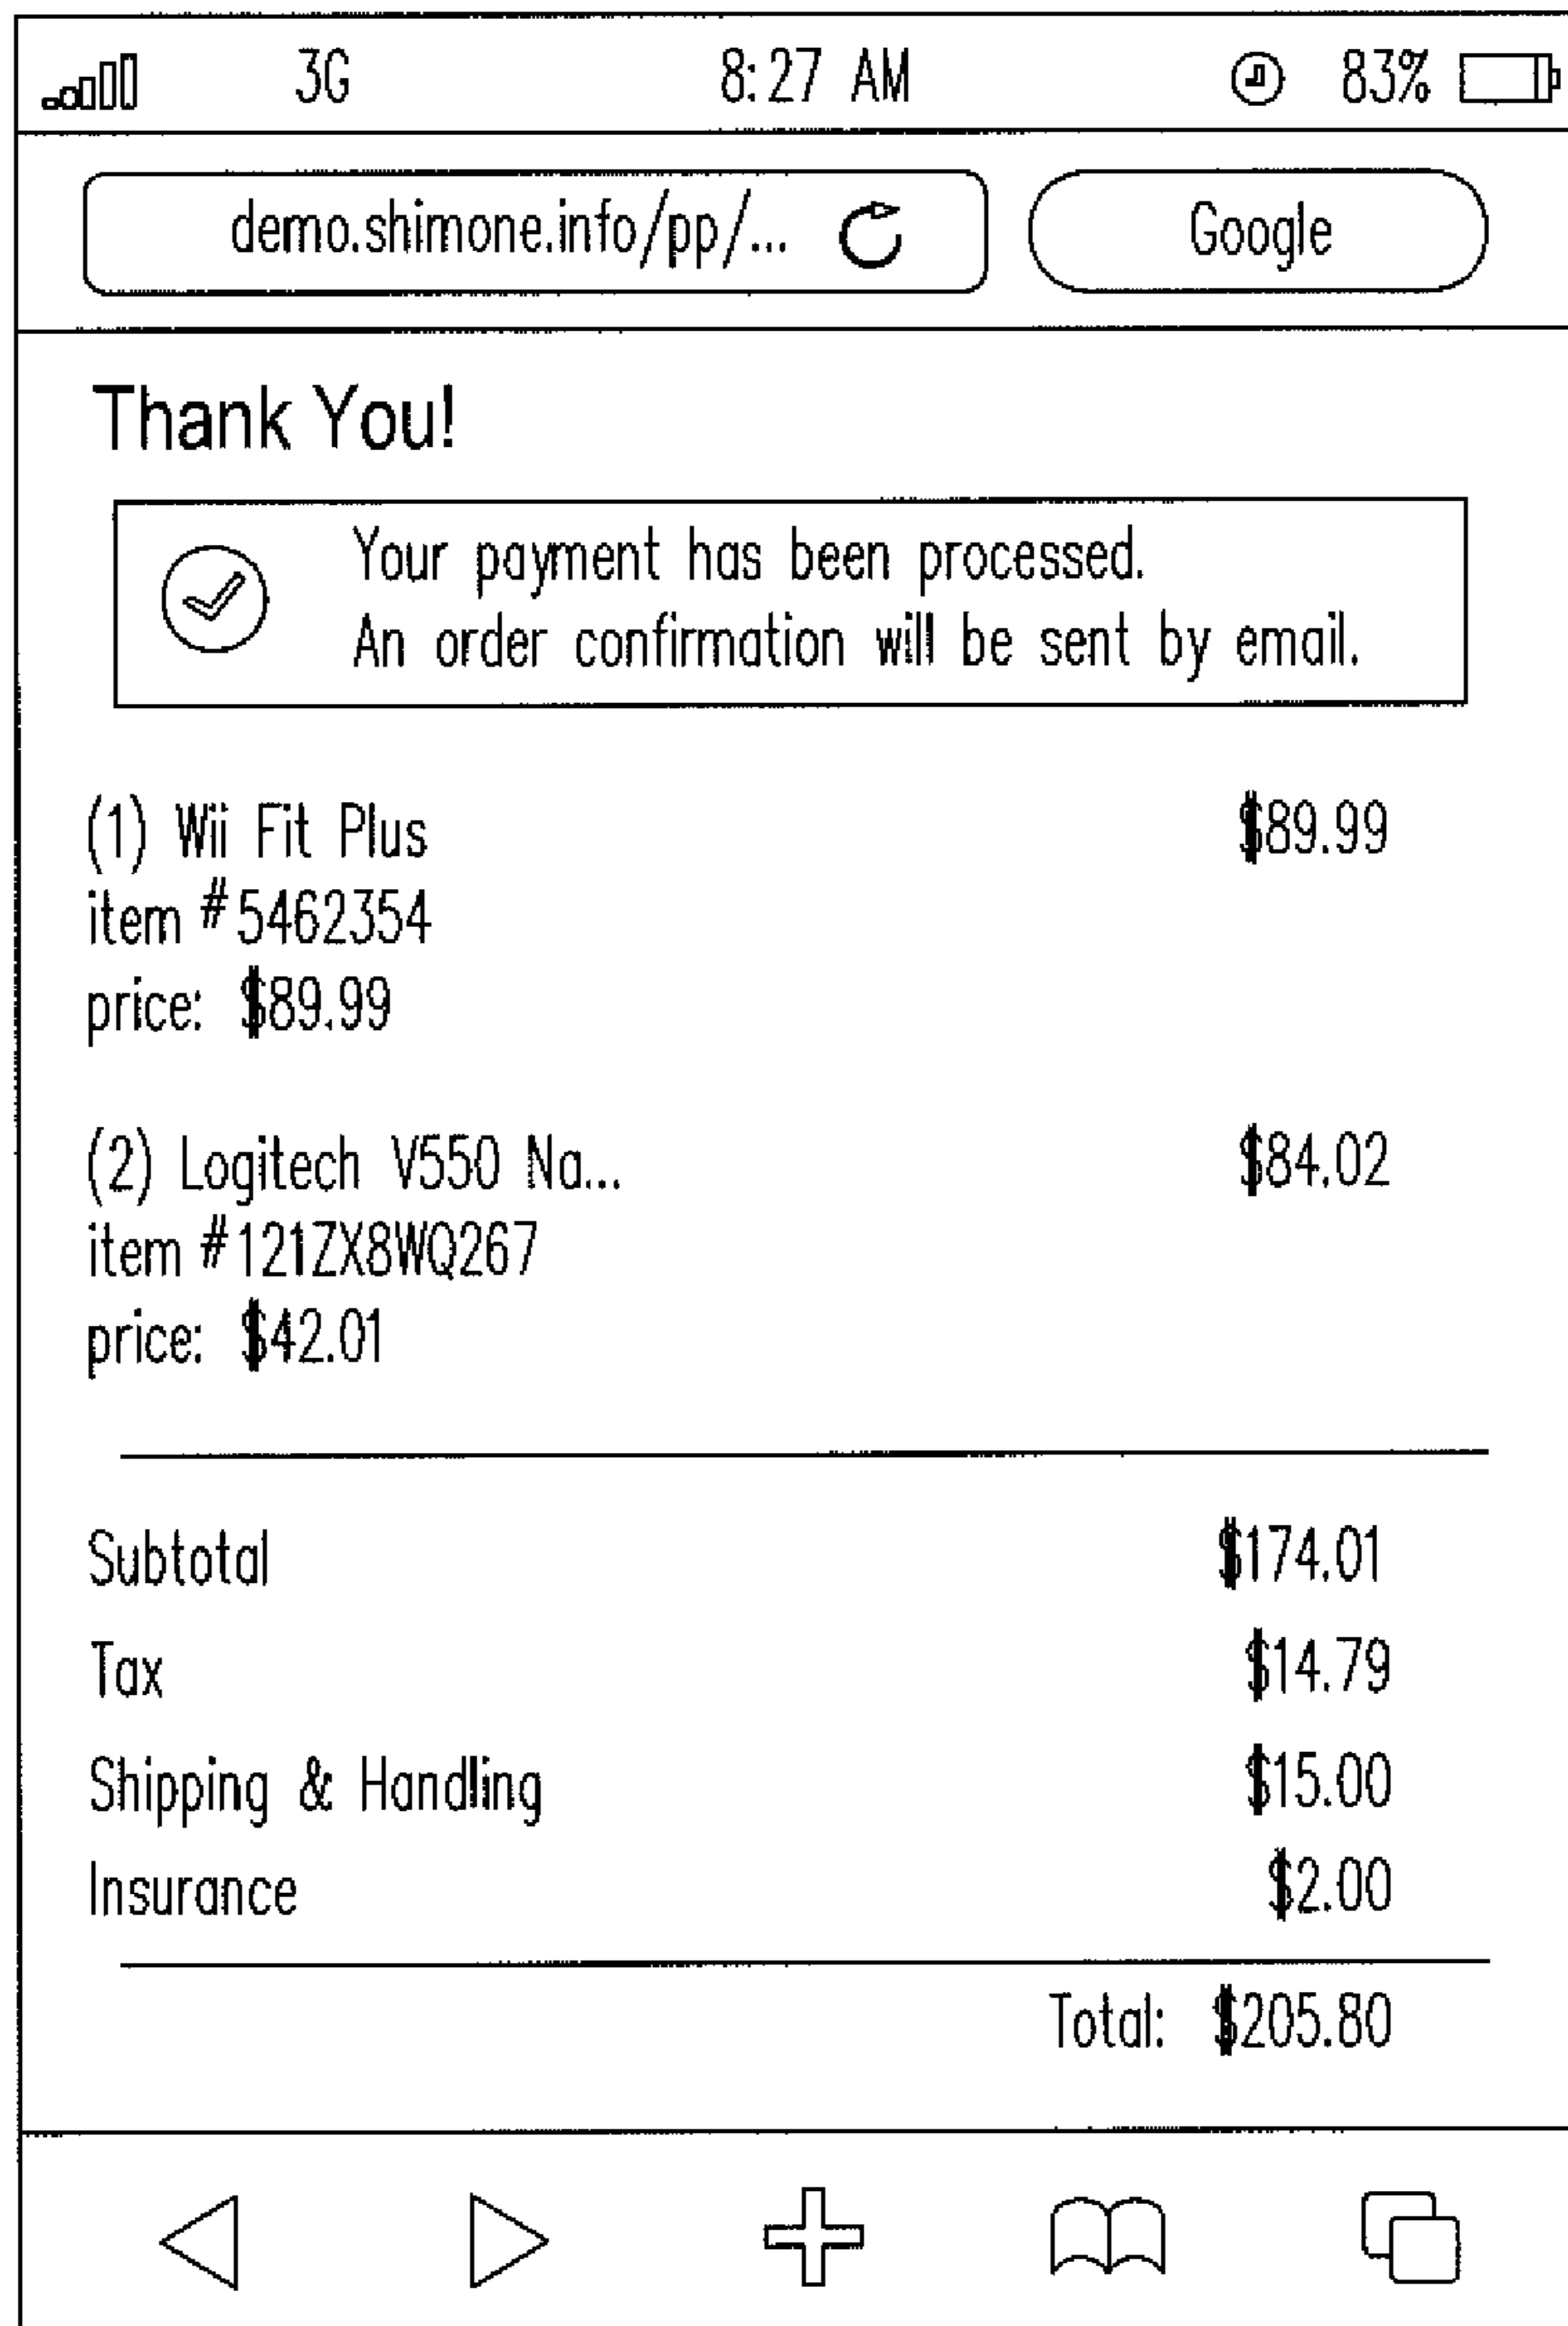 3G 8:27 AM 83%
demo.shimone.info/pp/... Google
Thank You!
Your payment has been processed.
An order confirmation will be sent by email.
(1) Wii Fit Plus $89.99
item #5462354
price: $89.99
(2) Logitech V550 Na... $84.02
item #121ZX8WQ267
price: $42.01
Subtotal $174.01
Tax $14.79
Shipping & Handling $15.00
Insurance $2.00
Total: $205.80